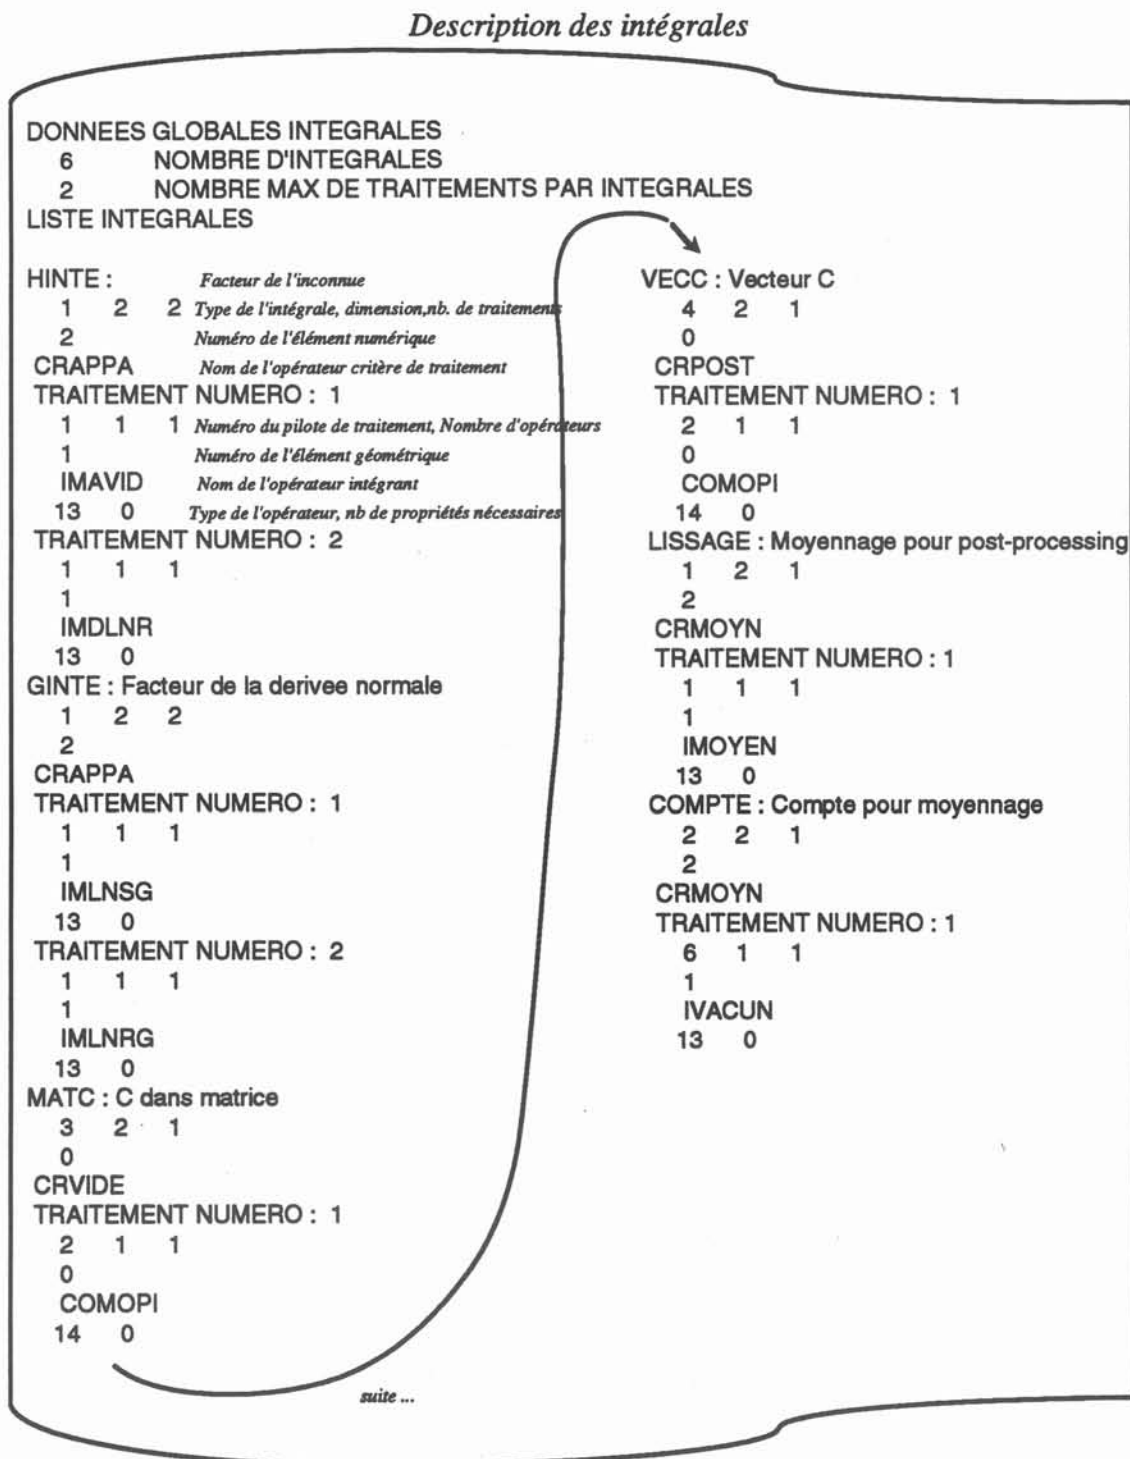 Description des intégrales
DONNEES GLOBALES INTEGRALES
6 NOMBRE D'INTEGRALES
2 NOMBRE MAX DE TRAITEMENTS PAR INTEGRALES
LISTE INTEGRALES
HINTE : Facteur de l'inconnue
1 2 2 Type de l'intégrale, dimension,nb. de traitements
2 Numéro de l'élément numérique
CRAPPA Nom de l'opérateur critère de traitement
TRAITEMENT NUMERO : 1
1 1 1 Numéro du pilote de traitement, Nombre d'opérateurs
1 Numéro de l'élément géométrique
IMAVID Nom de l'opérateur intégrant
13 0 Type de l'opérateur, nb de propriétés nécessaires
TRAITEMENT NUMERO : 2
1 1 1
1
IMDLNR
13 0
GINTE : Facteur de la derivee normale
1 2 2
2
CRAPPA
TRAITEMENT NUMERO : 1
1 1 1
1
IMLNSG
13 0
TRAITEMENT NUMERO : 2
1 1 1
1
IMLNRG
13 0
MATC : C dans matrice
3 2 1
0
CRVIDE
TRAITEMENT NUMERO : 1
2 1 1
0
COMOPI
14 0
suite ...
VECC : Vecteur C
4 2 1
0
CRPOST
TRAITEMENT NUMERO : 1
2 1 1
0
COMOPI
14 0
LISSAGE : Moyennage pour post-processing
1 2 1
2
CRMOYN
TRAITEMENT NUMERO : 1
1 1 1
1
IMOYEN
13 0
COMPTE : Compte pour moyennage
2 2 1
2
CRMOYN
TRAITEMENT NUMERO : 1
6 1 1
1
IVACUN
13 0